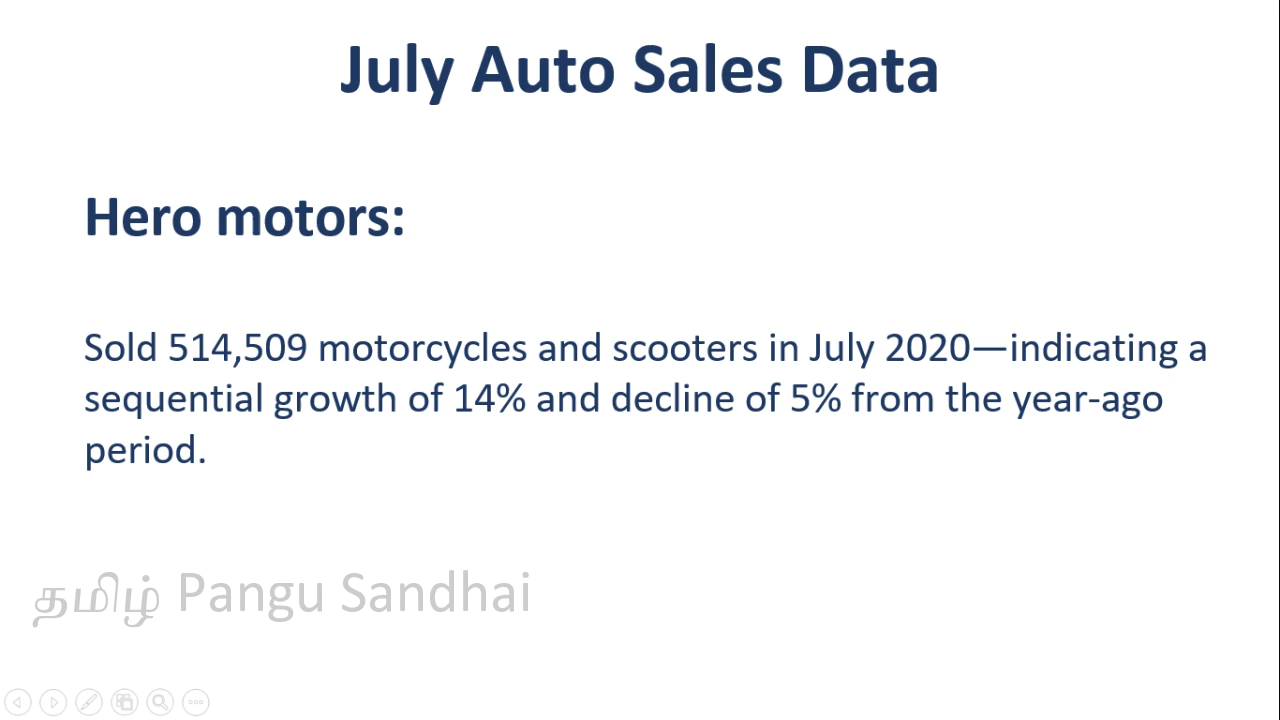 July Auto Sales Data
Hero motors:
Sold 514,509 motorcycles and scooters in July 2020—indicating a
sequential growth of 14% and decline of 5% from the year-ago
period.
தமிழ் Pangu Sandhai